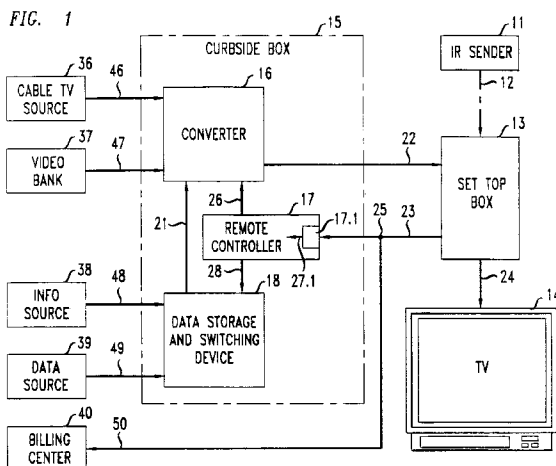 FIG. 1
15
CURBSIDE BOX
11
IR SENDER
12
36
CABLE TV
SOURCE
46
16
CONVERTER
13
SET TOP
BOX
37
VIDEO
BANK
47
22
26
17
REMOTE
CONTROLLER
17.1
27.1
25
23
21
28
18
24
14
38
INFO
SOURCE
48
DATA STORAGE
AND SWITCHING
DEVICE
TV
39
DATA
SOURCE
49
40
BILLING
CENTER
50